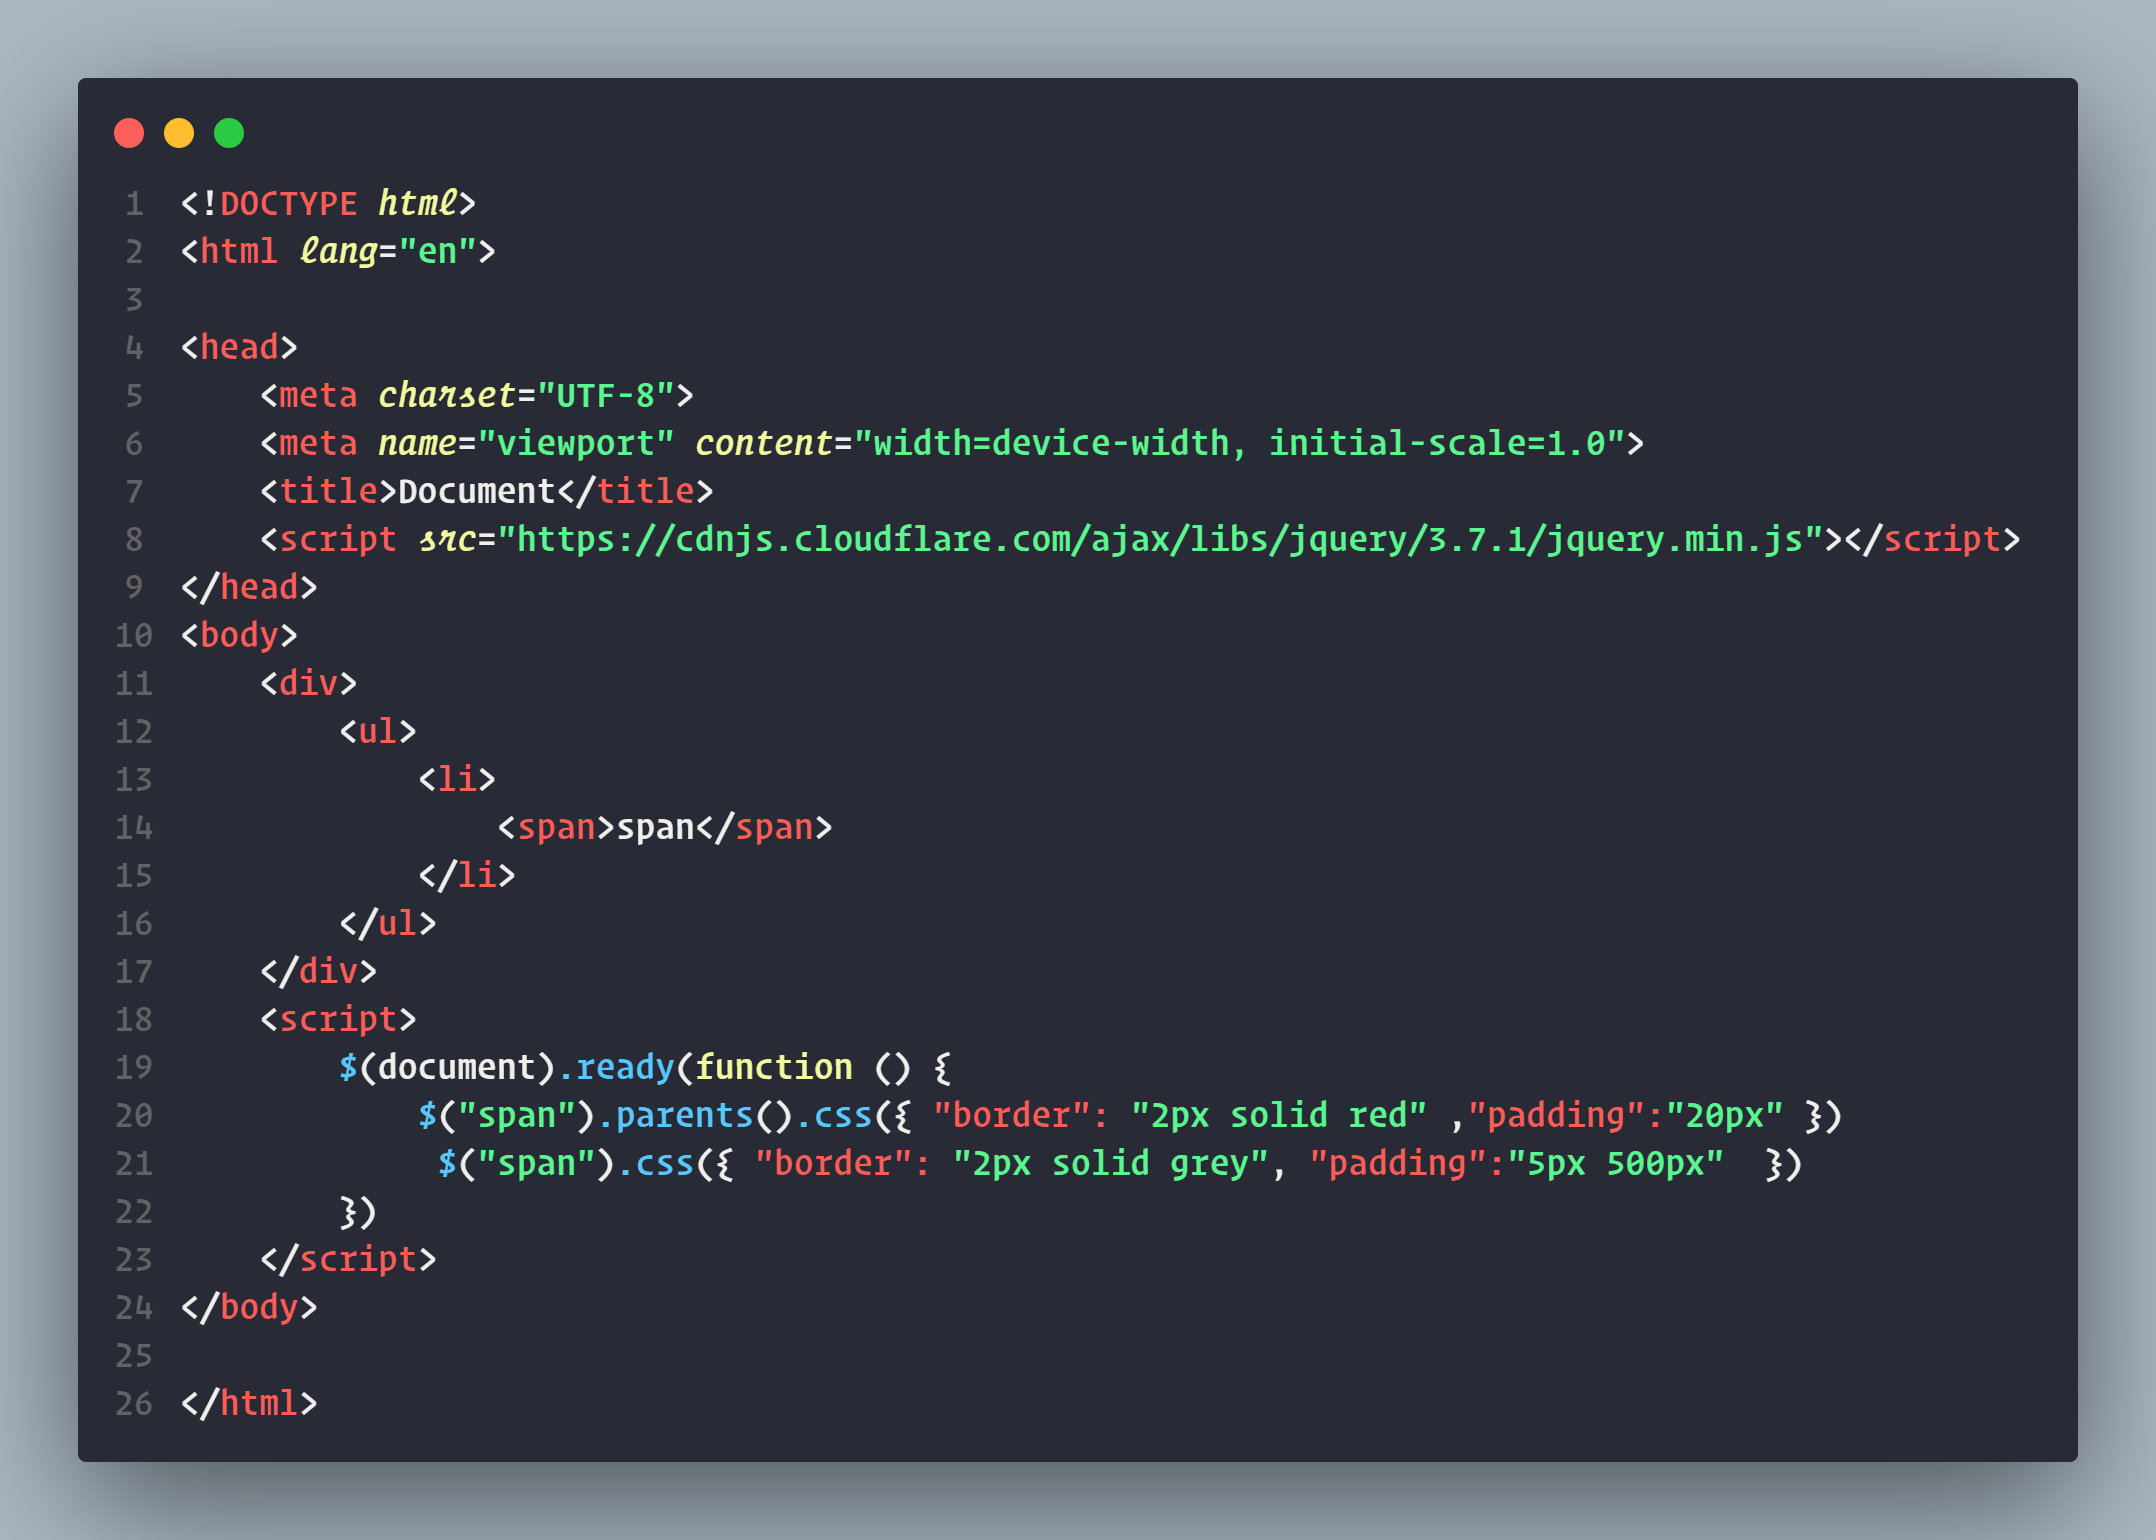 1 <!DOCTYPE html>
2 <html lang="en">
3
4 <head>
5     <meta charset="UTF-8">
6     <meta name="viewport" content="width=device-width, initial-scale=1.0">
7     <title>Document</title>
8     <script src="https://cdnjs.cloudflare.com/ajax/libs/jquery/3.7.1/jquery.min.js"></script>
9 </head>
10 <body>
11     <div>
12         <ul>
13             <li>
14                 <span>span</span>
15             </li>
16         </ul>
17     </div>
18     <script>
19         $(document).ready(function () {
20             $("span").parents().css({ "border": "2px solid red" ,"padding":"20px" })
21              $("span").css({ "border": "2px solid grey", "padding":"5px 500px"  })
22         })
23     </script>
24 </body>
25
26 </html>